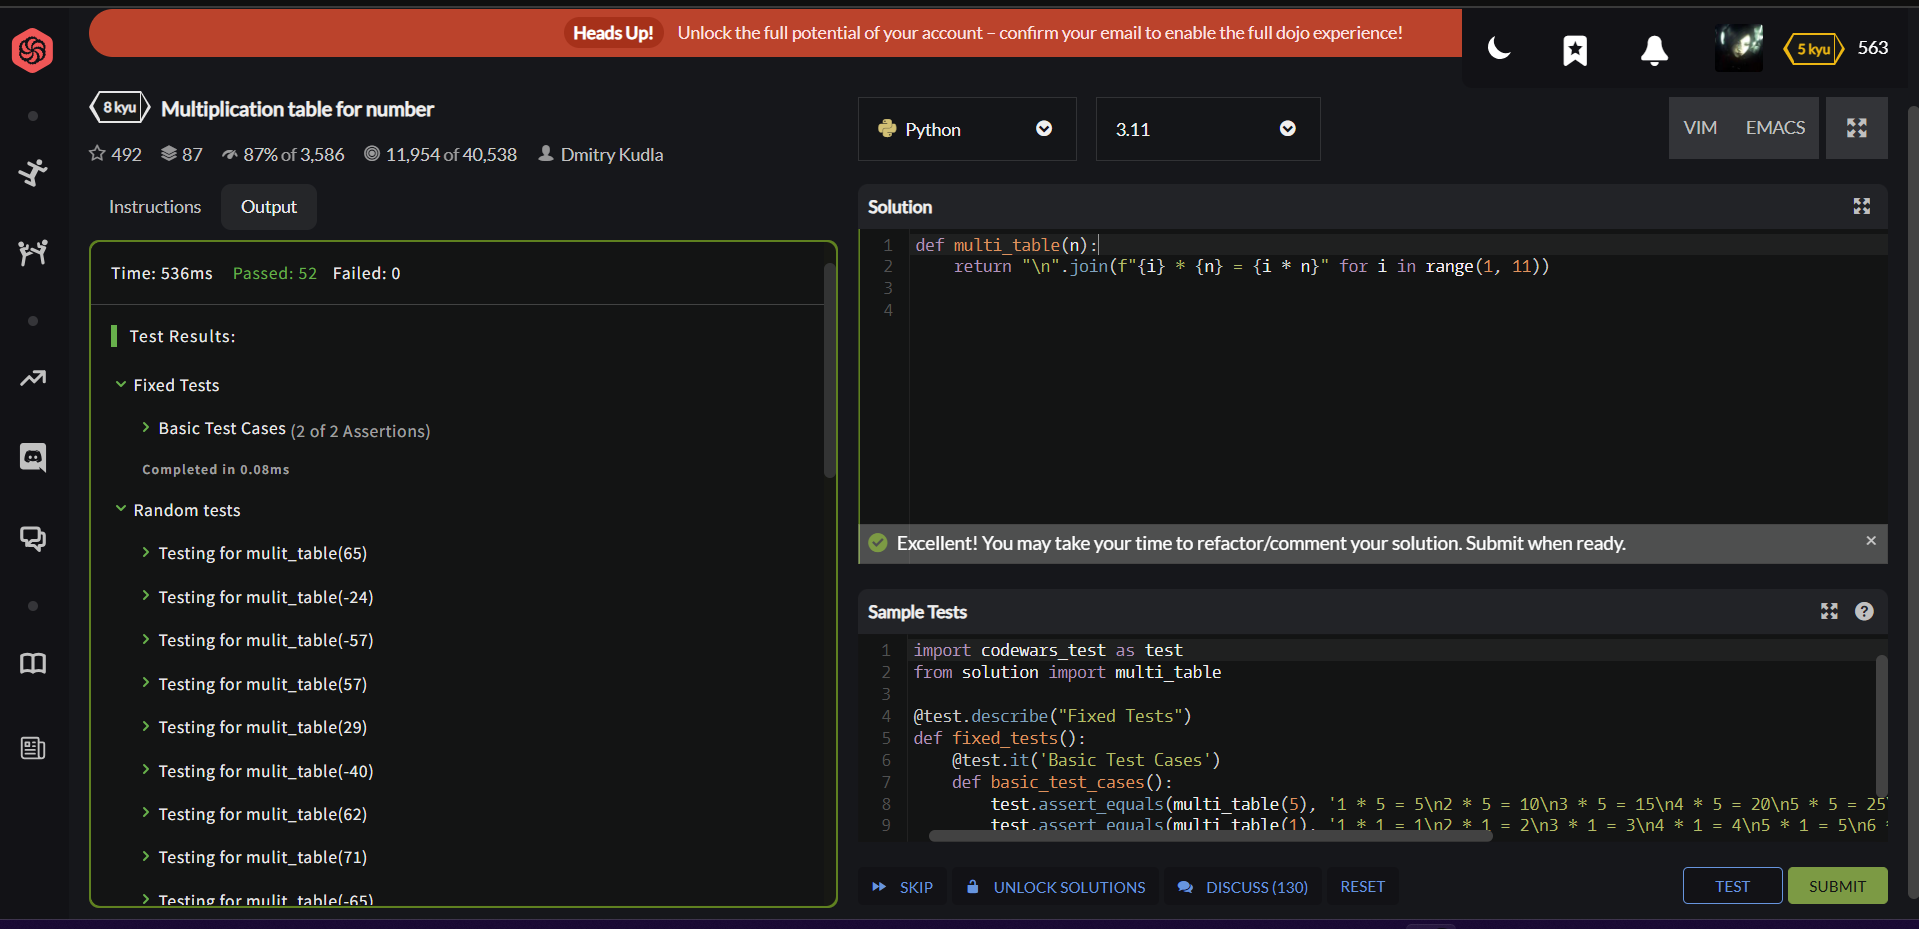 Heads Up! Unlock the full potential of your account – confirm your email to enable the full dojo experience!
5 kyu 563
8 kyu Multiplication table for number
492 87 87% of 3,586 11,954 of 40,538 Dmitry Kudla
Instructions Output
Time: 536ms Passed: 52 Failed: 0
Test Results:
Fixed Tests
Basic Test Cases (2 of 2 Assertions)
Completed in 0.08ms
Random tests
Testing for mulit_table(65)
Testing for mulit_table(-24)
Testing for mulit_table(-57)
Testing for mulit_table(57)
Testing for mulit_table(29)
Testing for mulit_table(-40)
Testing for mulit_table(62)
Testing for mulit_table(71)
Testing for mulit_table(-65)
Python 3.11 VIM EMACS
Solution
1 def multi_table(n):
2 return "\n".join(f"{i} * {n} = {i * n}" for i in range(1, 11))
3
4
Excellent! You may take your time to refactor/comment your solution. Submit when ready. ×
Sample Tests ?
1 import codewars_test as test
2 from solution import multi_table
3
4 @test.describe("Fixed Tests")
5 def fixed_tests():
6 @test.it('Basic Test Cases')
7 def basic_test_cases():
8 test.assert_equals(multi_table(5), '1 * 5 = 5\n2 * 5 = 10\n3 * 5 = 15\n4 * 5 = 20\n5 * 5 = 25\
9 test.assert_equals(multi_table(1), '1 * 1 = 1\n2 * 1 = 2\n3 * 1 = 3\n4 * 1 = 4\n5 * 1 = 5\n6 *
SKIP UNLOCK SOLUTIONS DISCUSS (130) RESET TEST SUBMIT